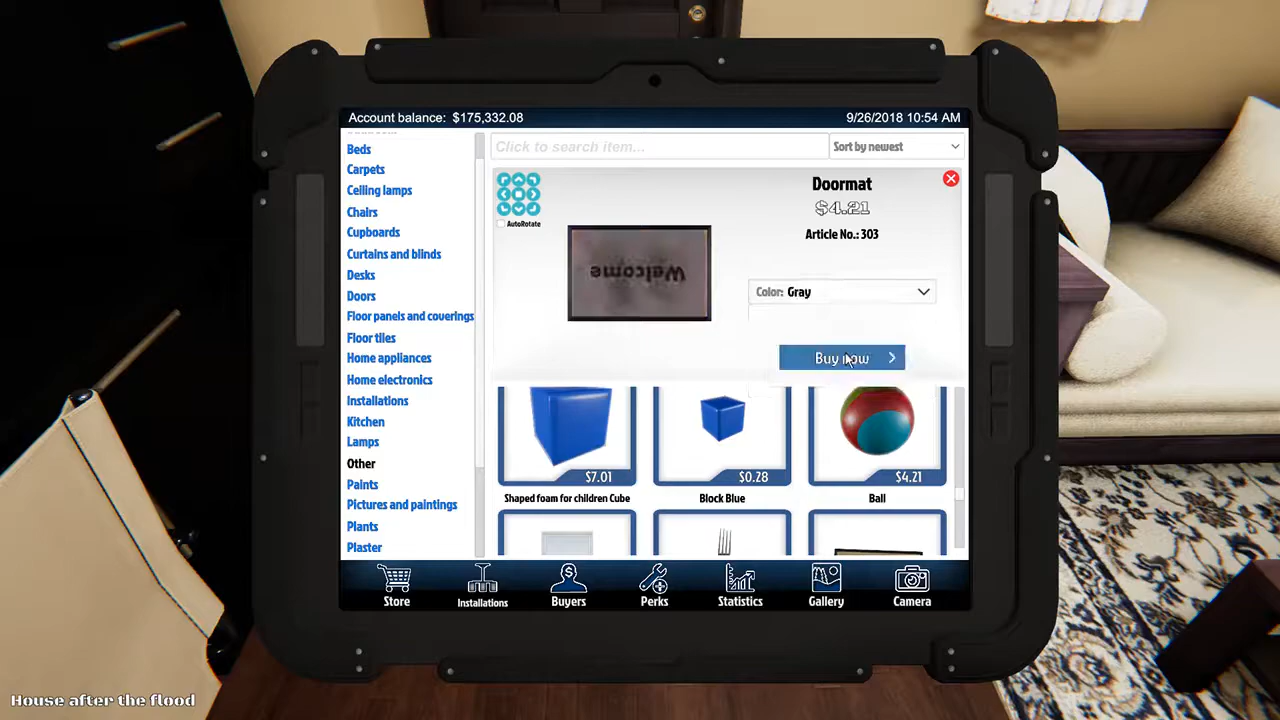 Account balance: $175,332.08
9/26/2018 10:54 AM
Beds
Carpets
Ceiling lamps
Chairs
Cupboards
Curtains and blinds
Desks
Doors
Floor panels and coverings
Floor tiles
Home appliances
Home electronics
Installations
Kitchen
Lamps
Other
Paints
Pictures and paintings
Plants
Plaster
Click to search item...
Sort by newest
AutoRotate
Welcome
Doormat
$4.21
Article No.: 303
Color: Gray
Buy now
$7.01
$0.28
$4.21
Shaped foam for children Cube
Block Blue
Ball
Store
Installations
Buyers
Perks
Statistics
Gallery
Camera
House after the flood